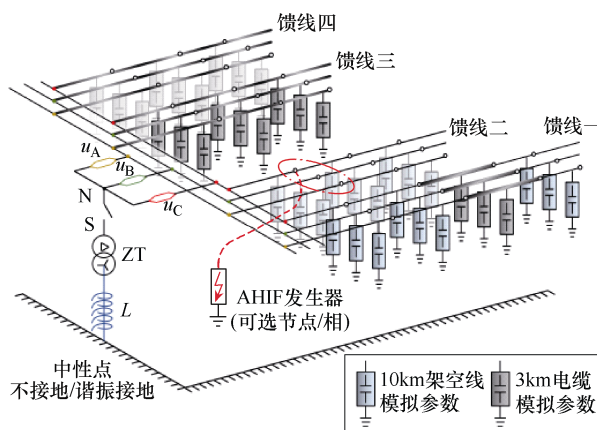 馈线四
馈线三
馈线二
馈线一
uA
uB
uC
N
S
ZT
L
AHIF发生器
(可选节点/相)
中性点
不接地/谐振接地
10km架空线
模拟参数
3km电缆
模拟参数